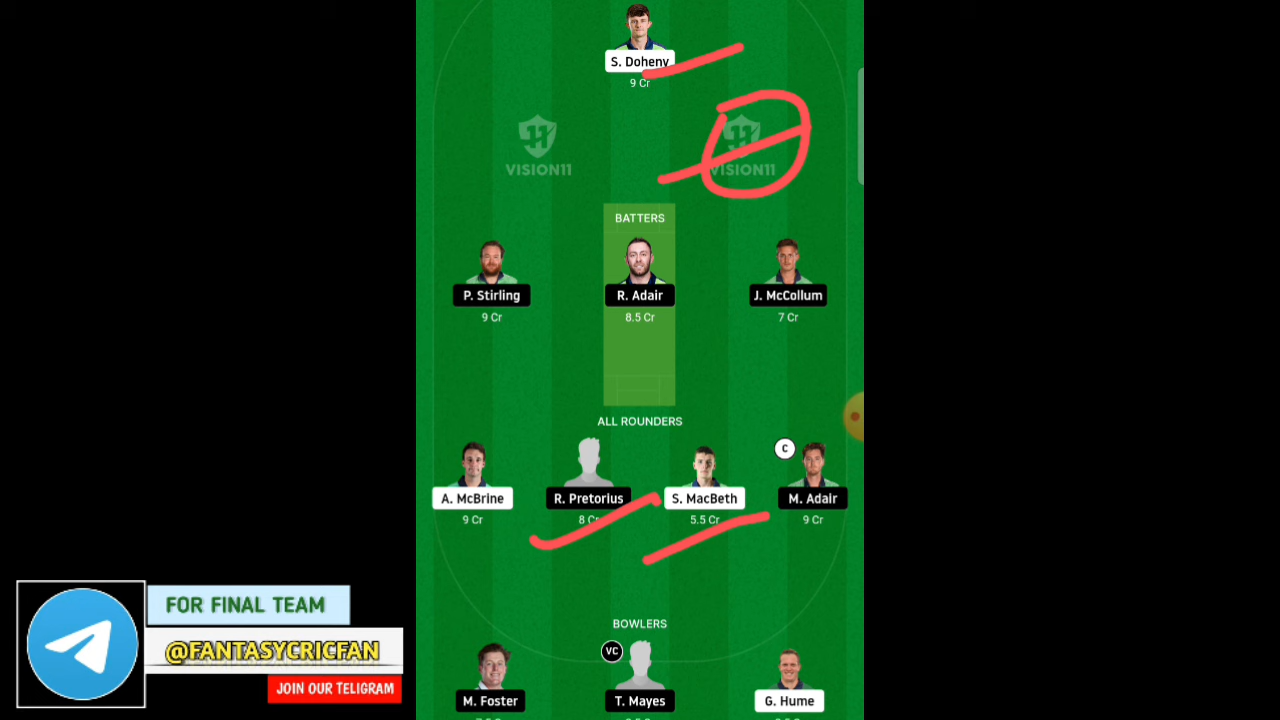 S. Doheny
9 Cr
VISION11 VISION11
BATTERS
P. Stirling R. Adair J. McCollum
9 Cr 8.5 Cr 7 Cr
ALL ROUNDERS
C
A. McBrine R. Pretorius S. MacBeth M. Adair
9 Cr 8 Cr 5.5 Cr 9 Cr
BOWLERS
VC
M. Foster T. Mayes G. Hume
FOR FINAL TEAM
@FANTASYCRICFAN
JOIN OUR TELIGRAM